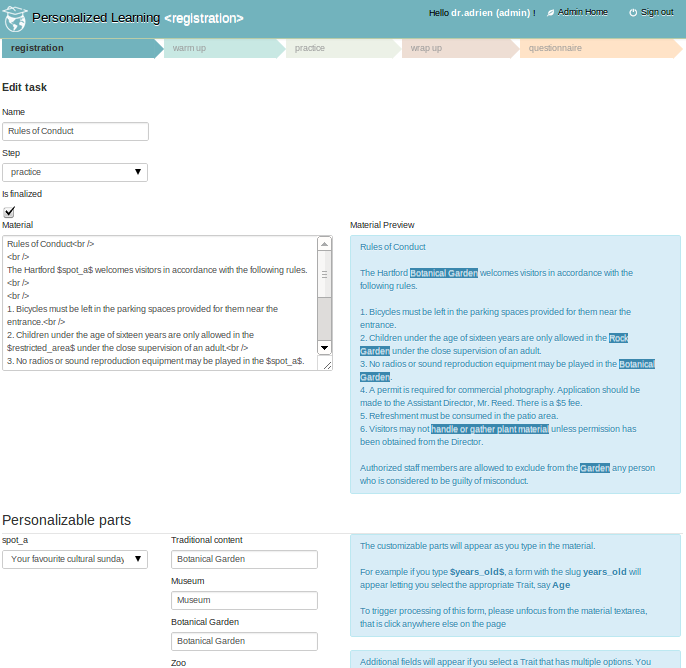 Personalized Learning <registration>
Hello dr.adrien (admin) !
Admin Home
Sign out
registration
warm up
practice
wrap up
questionnaire
Edit task
Name
Rules of Conduct
Step
practice
Is finalized
Material
Rules of Conduct<br />
<br />
The Hartford $spot_a$ welcomes visitors in accordance with the following rules.
<br />
<br />
1. Bicycles must be left in the parking spaces provided for them near the
entrance.<br />
2. Children under the age of sixteen years are only allowed in the
$restricted_area$ under the close supervision of an adult.<br />
3. No radios or sound reproduction equipment may be played in the $spot_a$.
Material Preview
Rules of Conduct
The Hartford Botanical Garden welcomes visitors in accordance with the
following rules.
1. Bicycles must be left in the parking spaces provided for them near the
entrance.
2. Children under the age of sixteen years are only allowed in the Rock
Garden under the close supervision of an adult.
3. No radios or sound reproduction equipment may be played in the Botanical
Garden.
4. A permit is required for commercial photography. Application should be
made to the Assistant Director, Mr. Reed. There is a $5 fee.
5. Refreshment must be consumed in the patio area.
6. Visitors may not handle or gather plant material unless permission has
been obtained from the Director.
Authorized staff members are allowed to exclude from the Garden any person
who is considered to be guilty of misconduct.
Personalizable parts
spot_a
Your favourite cultural sunday
Traditional content
Botanical Garden
Museum
Museum
Botanical Garden
Botanical Garden
Zoo
The customizable parts will appear as you type in the material.
For example if you type $years_old$, a form with the slug years_old will
appear letting you select the appropriate Trait, say Age
To trigger processing of this form, please unfocus from the material textarea,
that is click anywhere else on the page
Additional fields will appear if you select a Trait that has multiple options. You